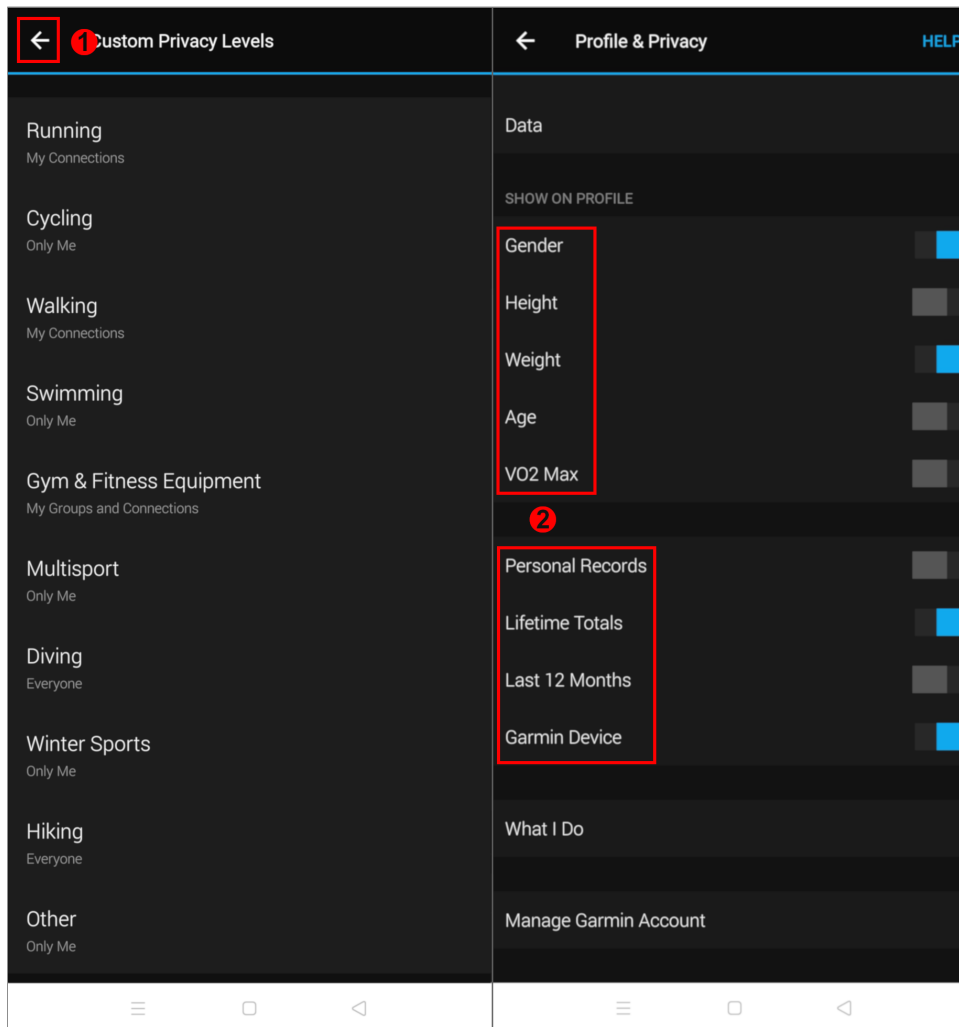 1
Custom Privacy Levels
Running
My Connections
Cycling
Only Me
Walking
My Connections
Swimming
Only Me
Gym & Fitness Equipment
My Groups and Connections
Multisport
Only Me
Diving
Everyone
Winter Sports
Only Me
Hiking
Everyone
Other
Only Me
Profile & Privacy
HELP
Data
SHOW ON PROFILE
Gender
Height
Weight
Age
VO2 Max
2
Personal Records
Lifetime Totals
Last 12 Months
Garmin Device
What I Do
Manage Garmin Account